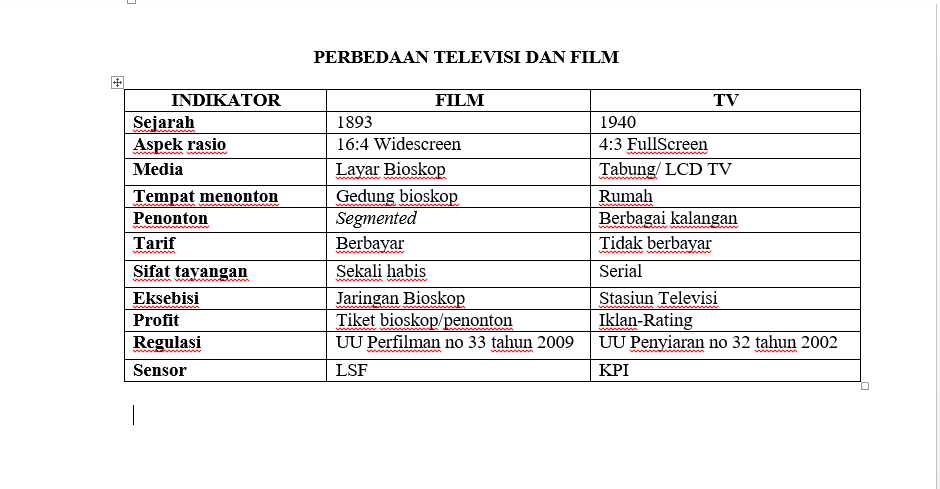 PERBEDAAN TELEVISI DAN FILM
INDIKATOR FILM TV
Sejarah 1893 1940
Aspek rasio 16:4 Widescreen 4:3 FullScreen
Media Layar Bioskop Tabung/ LCD TV
Tempat menonton Gedung bioskop Rumah
Penonton Segmented Berbagai kalangan
Tarif Berbayar Tidak berbayar
Sifat tayangan Sekali habis Serial
Eksebisi Jaringan Bioskop Stasiun Televisi
Profit Tiket bioskop/penonton Iklan-Rating
Regulasi UU Perfilman no 33 tahun 2009 UU Penyiaran no 32 tahun 2002
Sensor LSF KPI